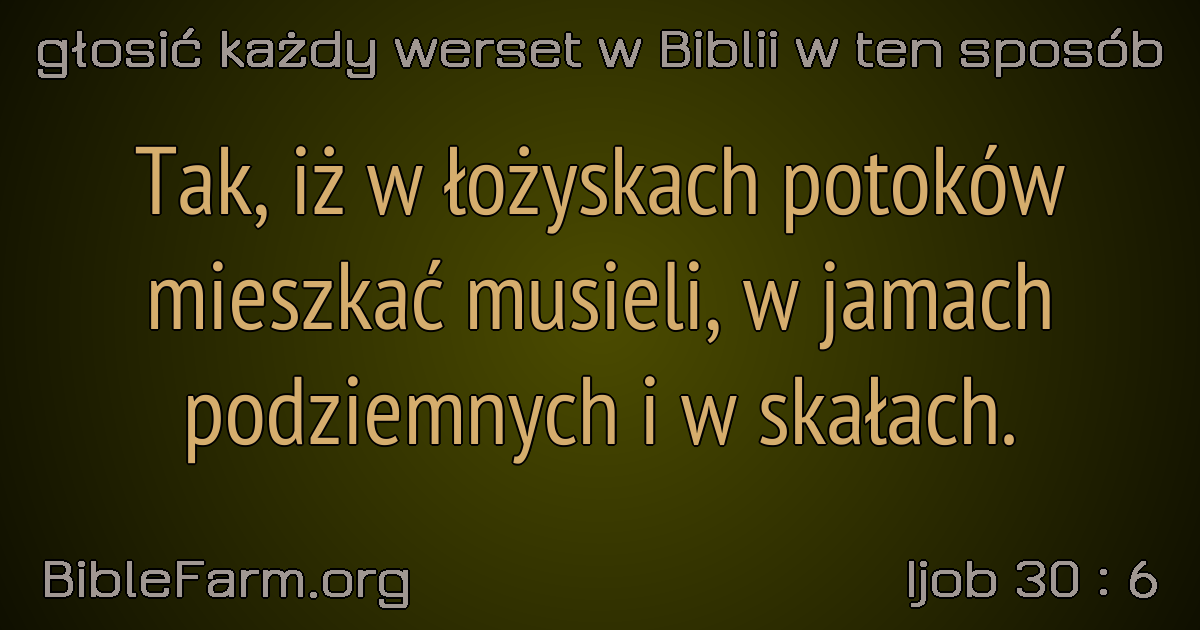 głosić każdy werset w Biblii w ten sposób
Tak, iż w łożyskach potoków
mieszkać musieli, w jamach
podziemnych i w skałach.
BibleFarm.org
Ijob 30 : 6